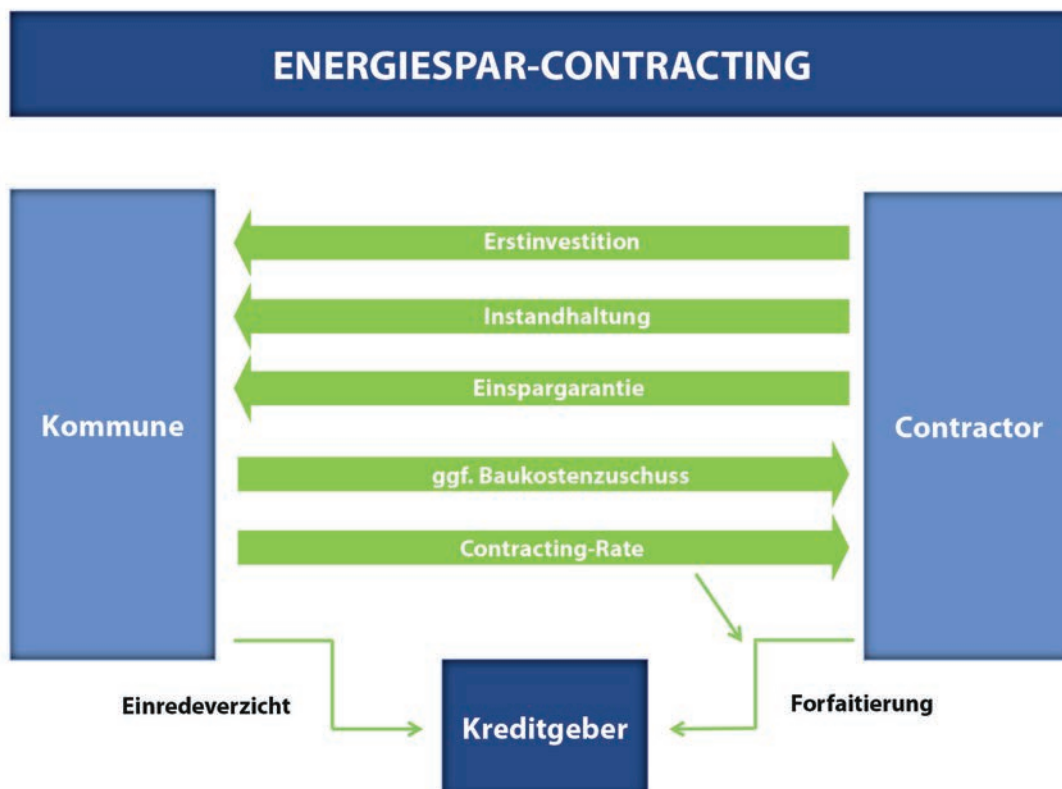 ENERGIESPAR-CONTRACTING
Erstinvestition
Instandhaltung
Einspargarantie
Kommune
Contractor
ggf. Baukostenzuschuss
Contracting-Rate
Einredeverzicht
Forfaitierung
Kreditgeber